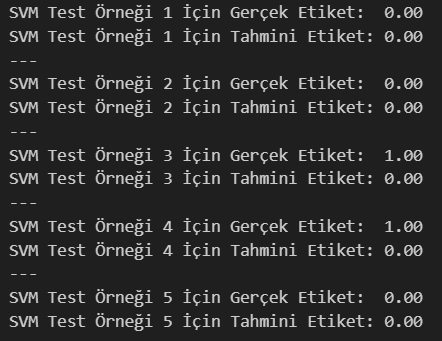 SVM Test Örneği 1 İçin Gerçek Etiket:  0.00
SVM Test Örneği 1 İçin Tahmini Etiket: 0.00
---
SVM Test Örneği 2 İçin Gerçek Etiket:  0.00
SVM Test Örneği 2 İçin Tahmini Etiket: 0.00
---
SVM Test Örneği 3 İçin Gerçek Etiket:  1.00
SVM Test Örneği 3 İçin Tahmini Etiket: 0.00
---
SVM Test Örneği 4 İçin Gerçek Etiket:  1.00
SVM Test Örneği 4 İçin Tahmini Etiket: 0.00
---
SVM Test Örneği 5 İçin Gerçek Etiket:  0.00
SVM Test Örneği 5 İçin Tahmini Etiket: 0.00